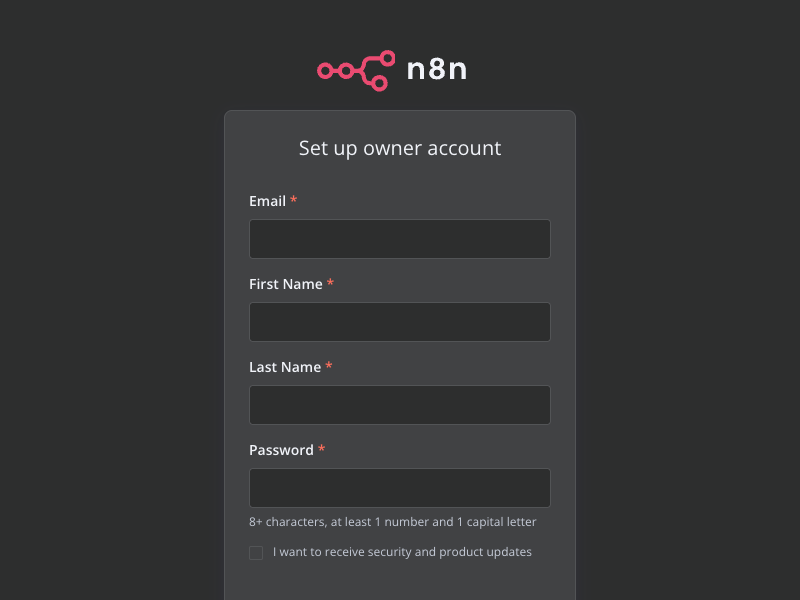 n8n
Set up owner account
Email *
First Name *
Last Name *
Password *
8+ characters, at least 1 number and 1 capital letter
I want to receive security and product updates